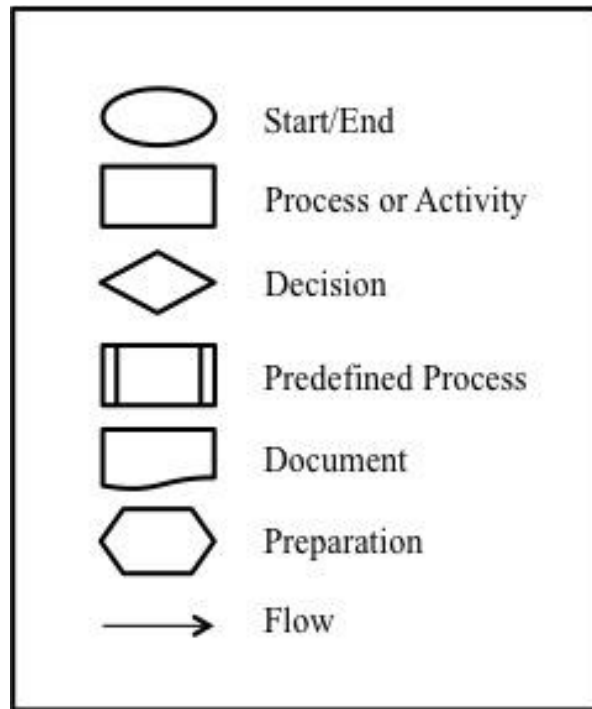 Start/End
Process or Activity
Decision
Predefined Process
Document
Preparation
Flow